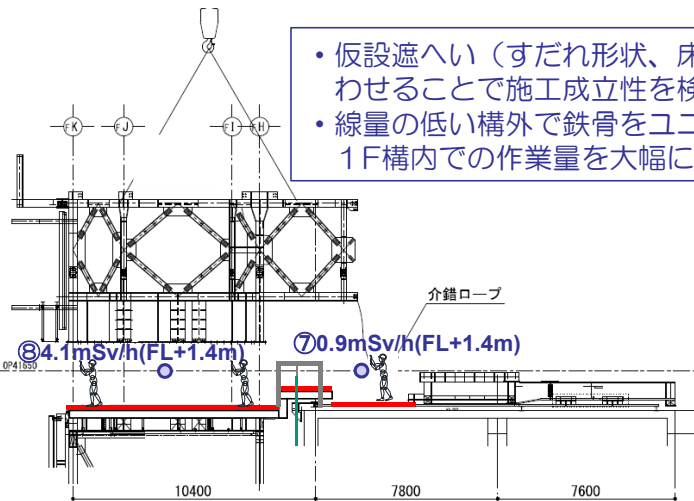 ・仮設遮へい（すだれ形状、床
わせることで施工成立性を検
・線量の低い構外で鉄骨をユニ
１F構内での作業量を大幅に
FK
FJ
FI
FH
介錯ロープ
⑧4.1mSv/h(FL+1.4m)
⑦0.9mSv/h(FL+1.4m)
OP41650
10400
7800
7600